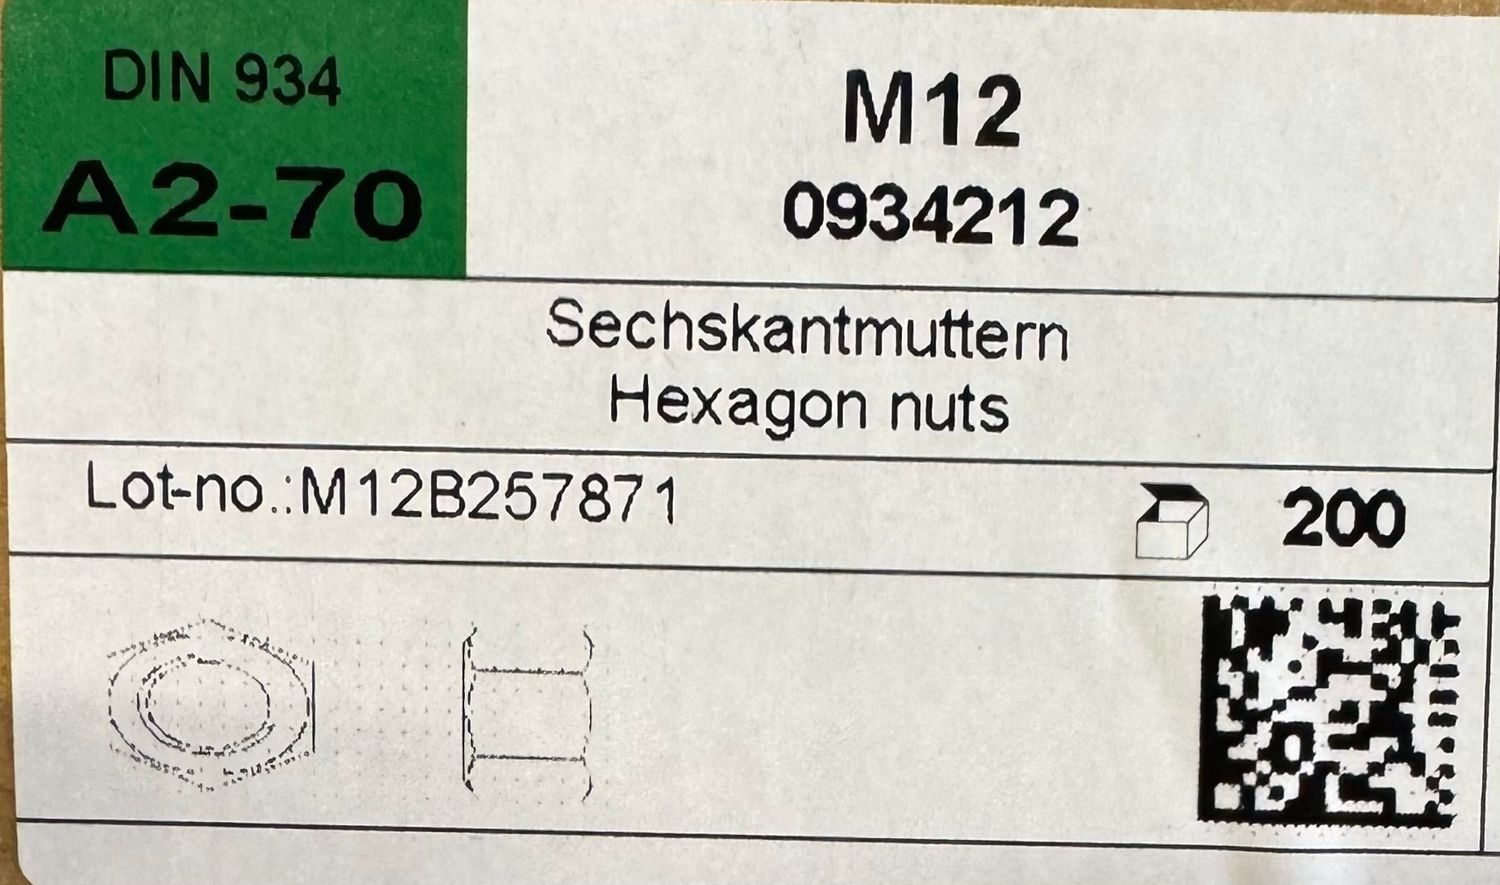 DIN 934
A2-70
M12
0934212
Sechskantmuttern
Hexagon nuts
Lot-no.:M12B257871
200